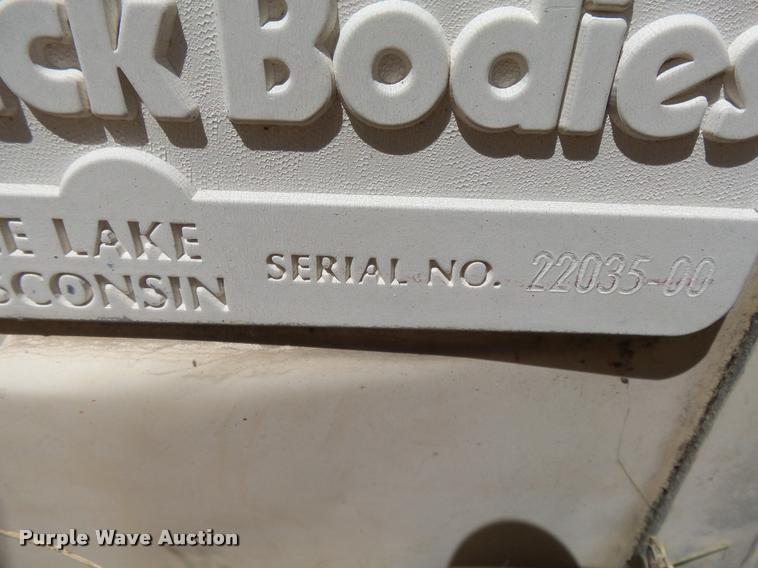 ck Bodies
E LAKE
SCONSIN
SERIAL NO. 22035-00
Purple Wave Auction